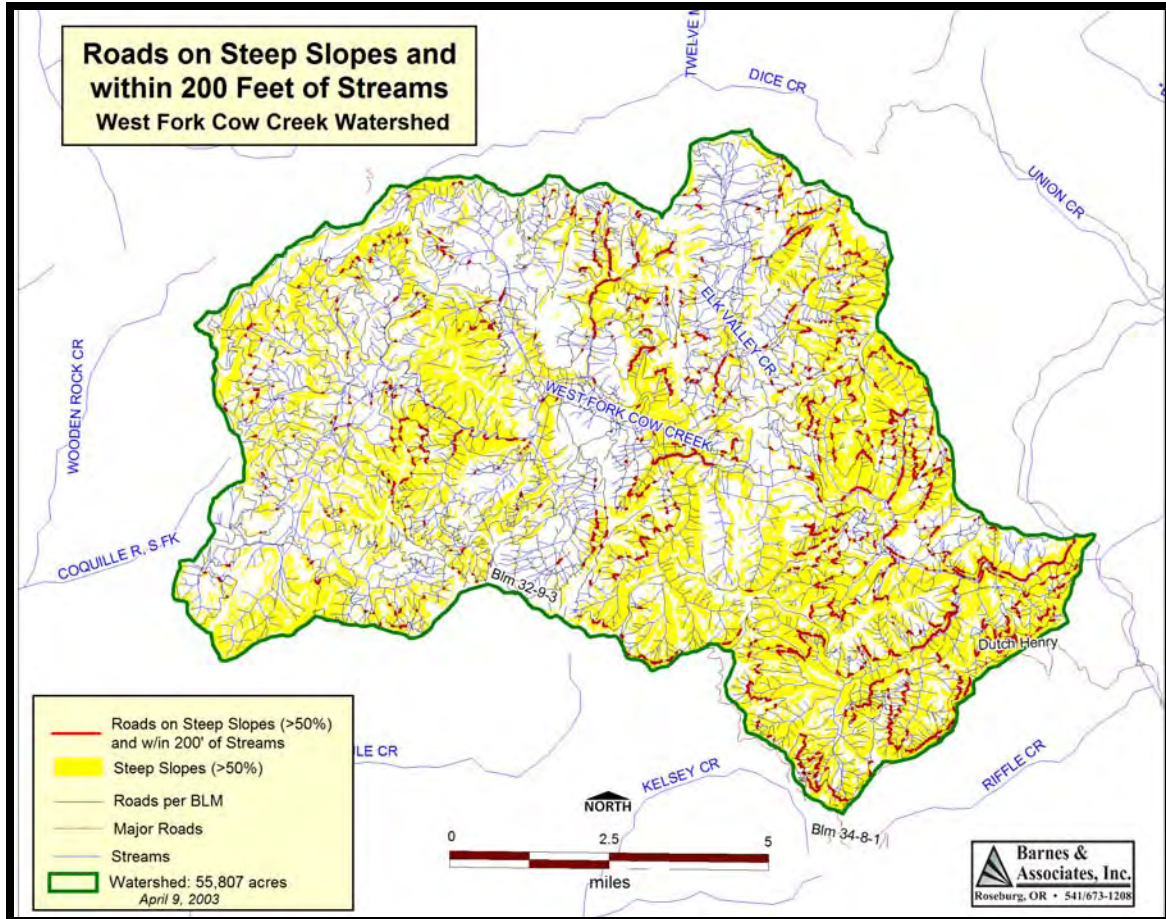 Roads on Steep Slopes and
within 200 Feet of Streams
West Fork Cow Creek Watershed
DICE CR
UNION CR
ELK VALLEY CR
WEST FORK COW CREEK
WOODEN ROCK CR
COQUILLE R, S FK
Blm 32-9-3
Dutch Henry
KELSEY CR
RIFFLE CR
Blm 34-8-1
TWELVE
CR
Roads on Steep Slopes (>50%)
and w/in 200' of Streams
Steep Slopes (>50%)
Roads per BLM
Major Roads
Streams
Watershed: 55,807 acres
April 9, 2003
NORTH
0 2.5 5
miles
Barnes &
Associates, Inc.
Roseburg, OR • 541/673-1208